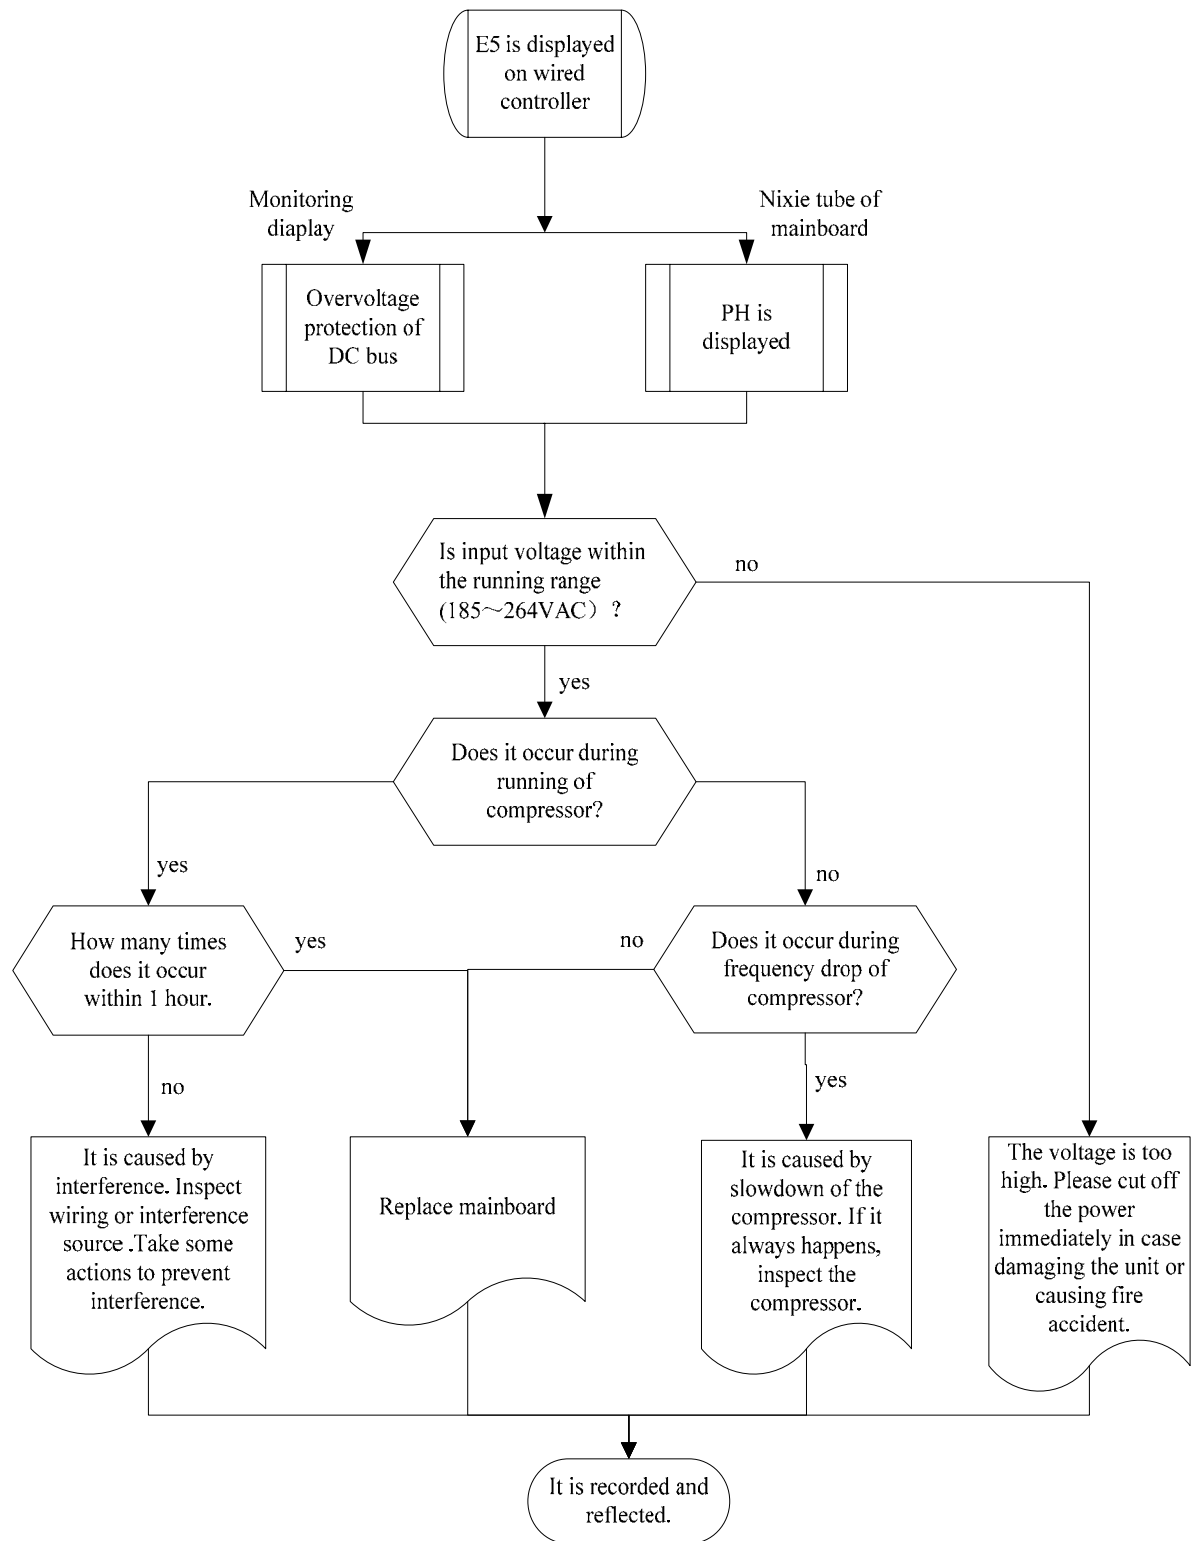 E5 is displayed
on wired
controller
Monitoring
diaplay
Nixie tube of
mainboard
Overvoltage
protection of
DC bus
PH is
displayed
Is input voltage within
the running range
(185～264VAC）?
no
yes
Does it occur during
running of
compressor?
yes
no
How many times
does it occur
within 1 hour.
yes
no
Does it occur during
frequency drop of
compressor?
no
yes
It is caused by
interference. Inspect
wiring or interference
source .Take some
actions to prevent
interference.
Replace mainboard
It is caused by
slowdown of the
compressor. If it
always happens,
inspect the
compressor.
The voltage is too
high. Please cut off
the power
immediately in case
damaging the unit or
causing fire
accident.
It is recorded and
reflected.